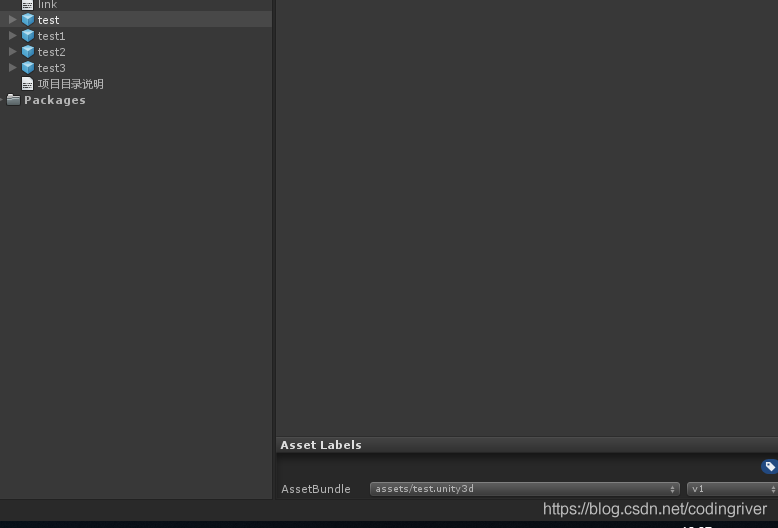 link
test
test1
test2
test3
项目目录说明
Packages
Asset Labels
AssetBundle assets/test.unity3d v1
https://blog.csdn.net/codingriver